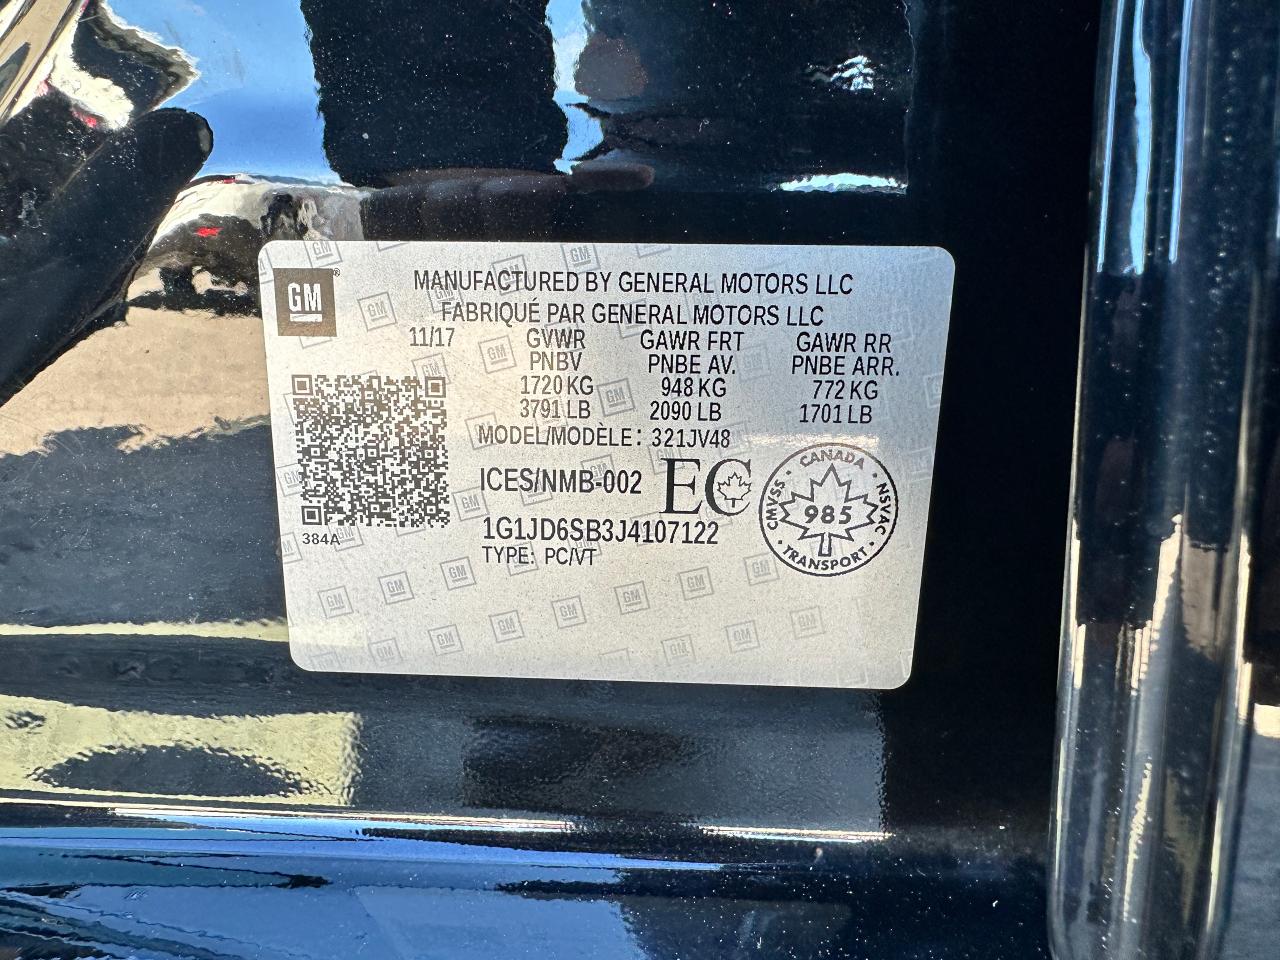 GM
MANUFACTURED BY GENERAL MOTORS LLC
FABRIQUÉ PAR GENERAL MOTORS LLC
11/17 GVWR GAWR FRT GAWR RR
PNBV PNBE AV. PNBE ARR.
1720 KG 948 KG 772 KG
3791 LB 2090 LB 1701 LB
MODEL/MODÈLE: 321JV48
ICES/NMB-002 EC
1G1JD6SB3J4107122
TYPE: PC/VT
384A
CANADA
CMVSS 985 NSVAC
TRANSPORT